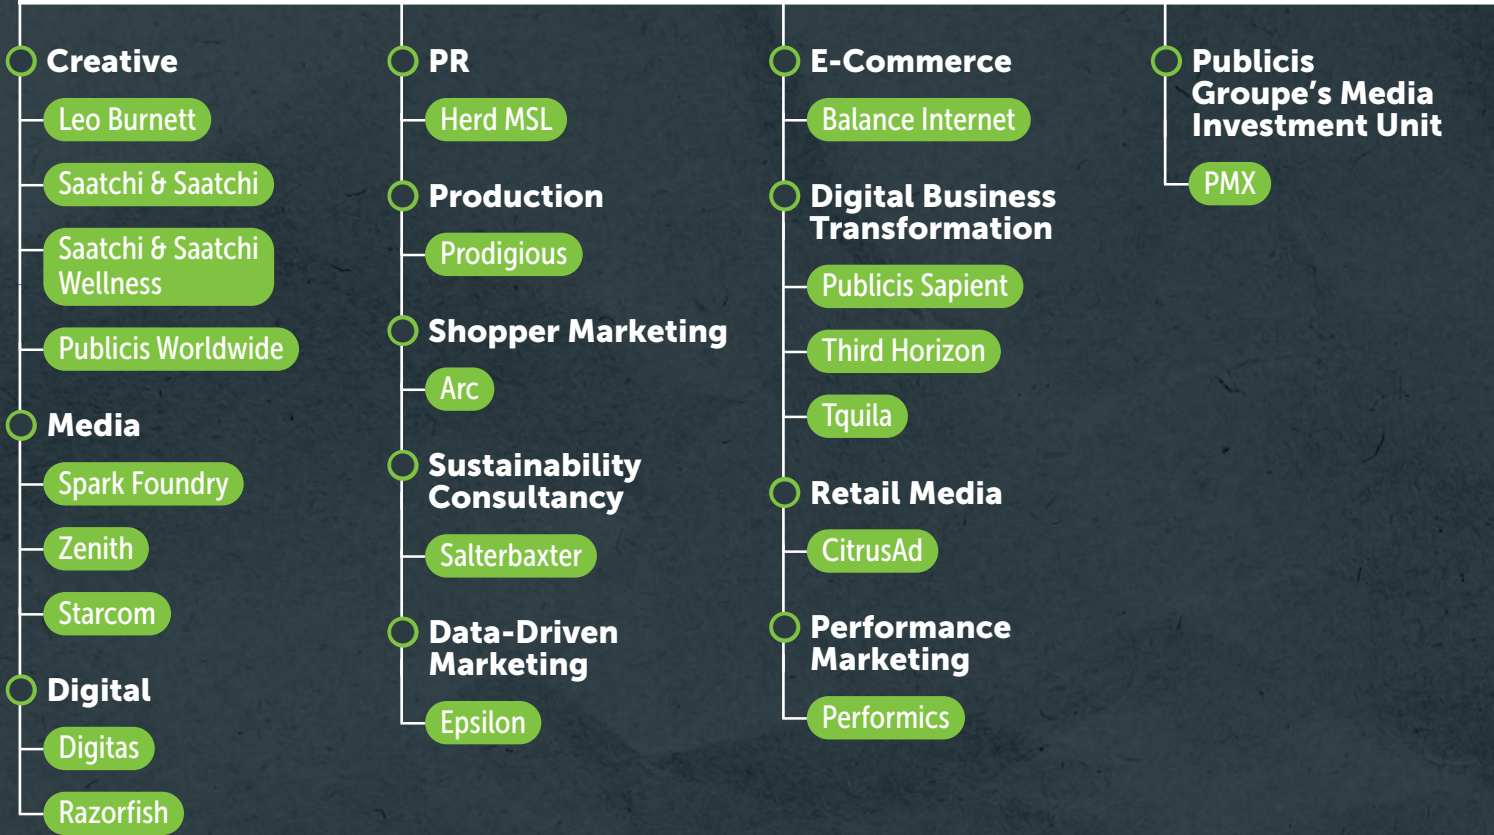 Creative
Leo Burnett
Saatchi & Saatchi
Saatchi & Saatchi
Wellness
Publicis Worldwide
Media
Spark Foundry
Zenith
Starcom
Digital
Digitas
Razorfish
PR
Herd MSL
Production
Prodigious
Shopper Marketing
Arc
Sustainability
Consultancy
Salterbaxter
Data-Driven
Marketing
Epsilon
E-Commerce
Balance Internet
Digital Business
Transformation
Publicis Sapient
Third Horizon
Tquila
Retail Media
CitrusAd
Performance
Marketing
Performics
Publicis
Groupe’s Media
Investment Unit
PMX